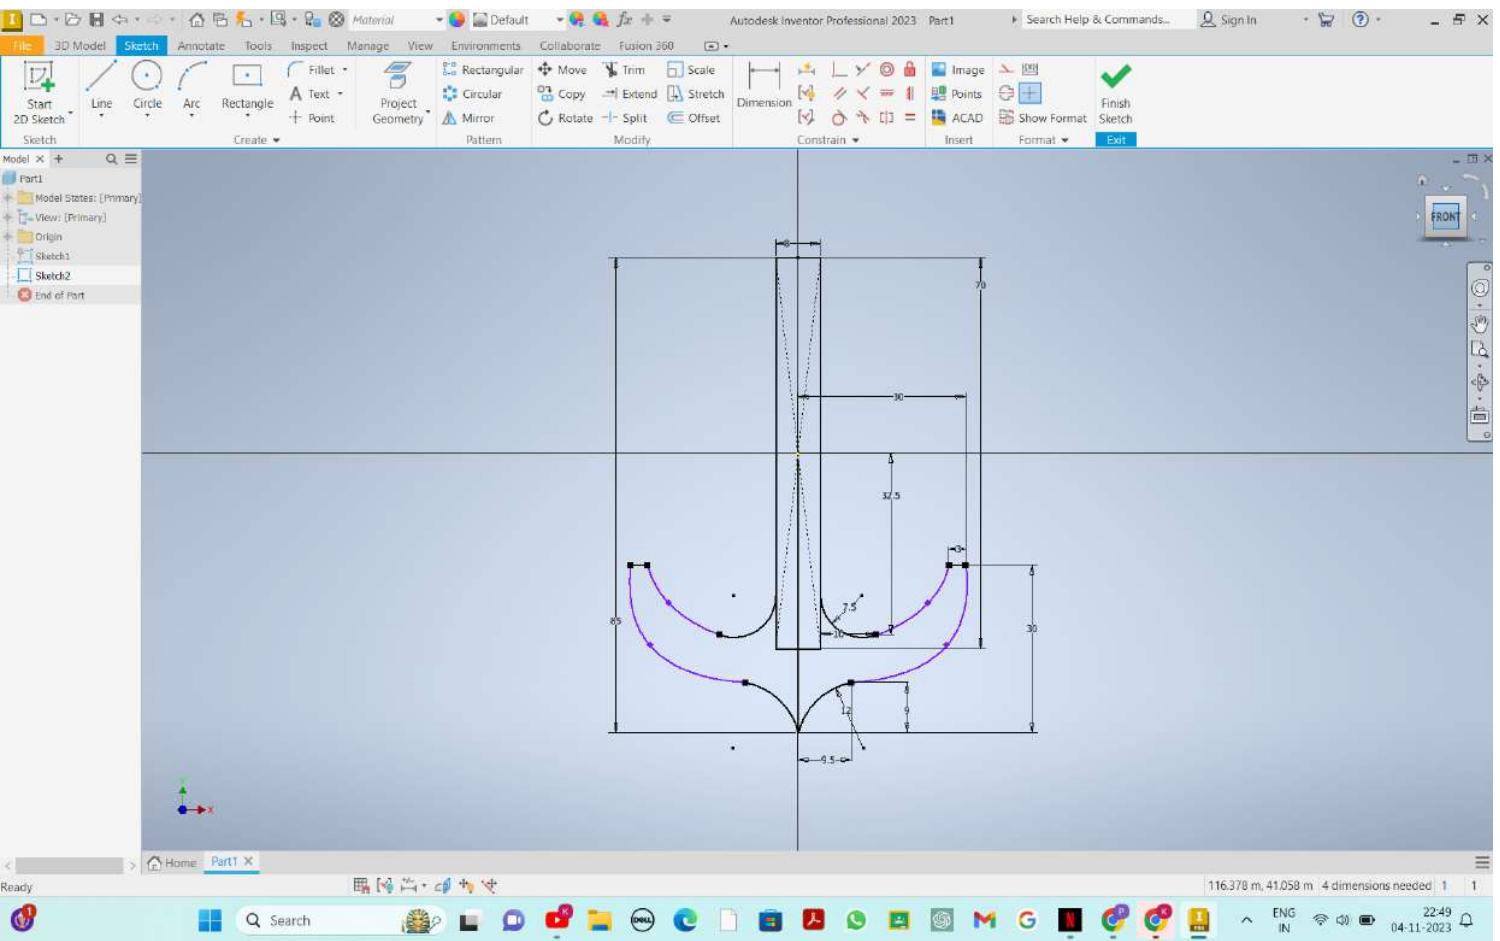 Material Default fx Autodesk Inventor Professional 2023 Part1 Search Help & Commands... Sign In
File 3D Model Sketch Annotate Tools Inspect Manage View Environments Collaborate Fusion 360
Fillet Rectangular Move Trim Scale Image
Text Circular Copy Extend Stretch Points
Start 2D Sketch Line Circle Arc Rectangle Point Project Geometry Mirror Rotate Split Offset Dimension ACAD Show Format Finish Sketch
Sketch Create Pattern Modify Constrain Insert Format Exit
Model
Part1
Model States: [Primary]
View: [Primary]
Origin
Sketch1
Sketch2
End of Part
FRONT
8
70
30
32.5
3
7.5
85
10
30
12
9
9.5
Y
X
Home Part1
Ready 116.378 m, 41.058 m 4 dimensions needed 1 1
Search ENG IN 22:49 04-11-2023